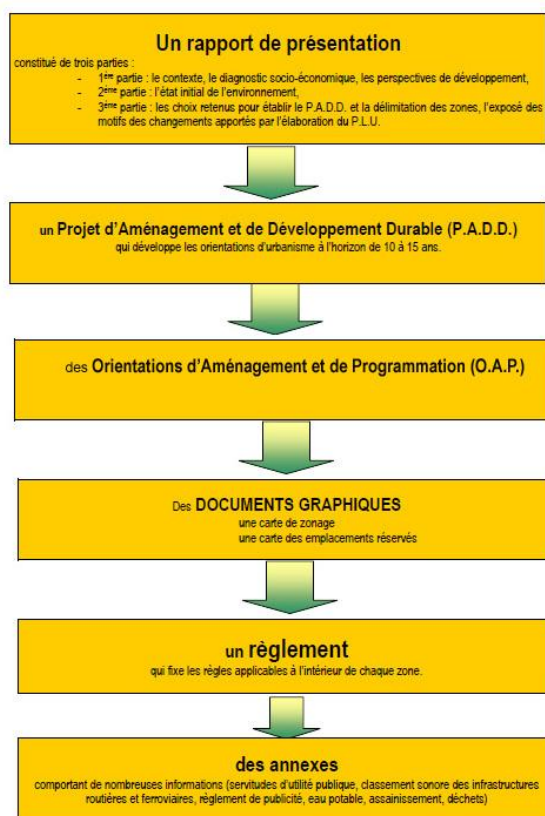 Un rapport de présentation
constitué de trois parties :
- 1ère partie : le contexte, le diagnostic socio-économique, les perspectives de développement,
- 2ème partie : l'état initial de l'environnement,
- 3ème partie : les choix retenus pour établir le P.A.D.D. et la délimitation des zones, l'exposé des
motifs des changements apportés par l'élaboration du P.L.U.
un Projet d'Aménagement et de Développement Durable (P.A.D.D.)
qui développe les orientations d'urbanisme à l'horizon de 10 à 15 ans.
des Orientations d'Aménagement et de Programmation (O.A.P.)
Des DOCUMENTS GRAPHIQUES
une carte de zonage
une carte des emplacements réservés
un règlement
qui fixe les règles applicables à l'intérieur de chaque zone.
des annexes
comportant de nombreuses informations (servitudes d'utilité publique, classement sonore des infrastructures
routières et ferroviaires, règlement de publicité, eau potable, assainissement, déchets)